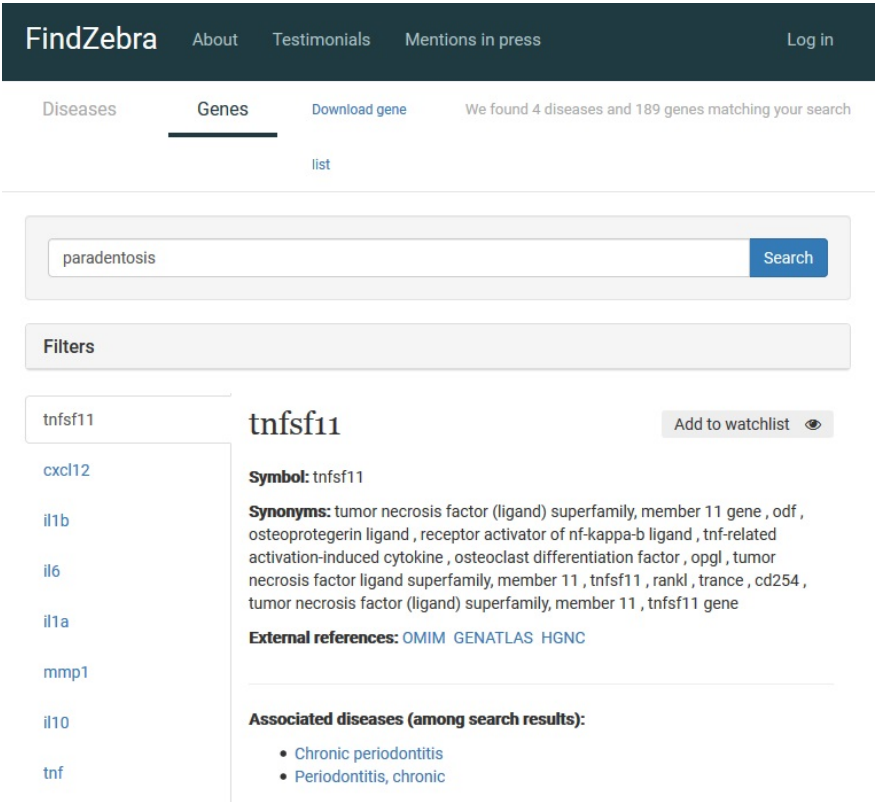 FindZebra About Testimonials Mentions in press Log in
Diseases Genes Download gene We found 4 diseases and 189 genes matching your search
list
paradentosis Search
Filters
tnfsf11
cxcl12
il1b
il6
il1a
mmp1
il10
tnf
tnfsf11 Add to watchlist
Symbol: tnfsf11
Synonyms: tumor necrosis factor (ligand) superfamily, member 11 gene , odf ,
osteoprotegerin ligand , receptor activator of nf-kappa-b ligand , tnf-related
activation-induced cytokine , osteoclast differentiation factor , opgl , tumor
necrosis factor ligand superfamily, member 11 , tnfsf11 , rankl , trance , cd254 ,
tumor necrosis factor (ligand) superfamily, member 11 , tnfsf11 gene
External references: OMIM GENATLAS HGNC
Associated diseases (among search results):
• Chronic periodontitis
• Periodontitis, chronic